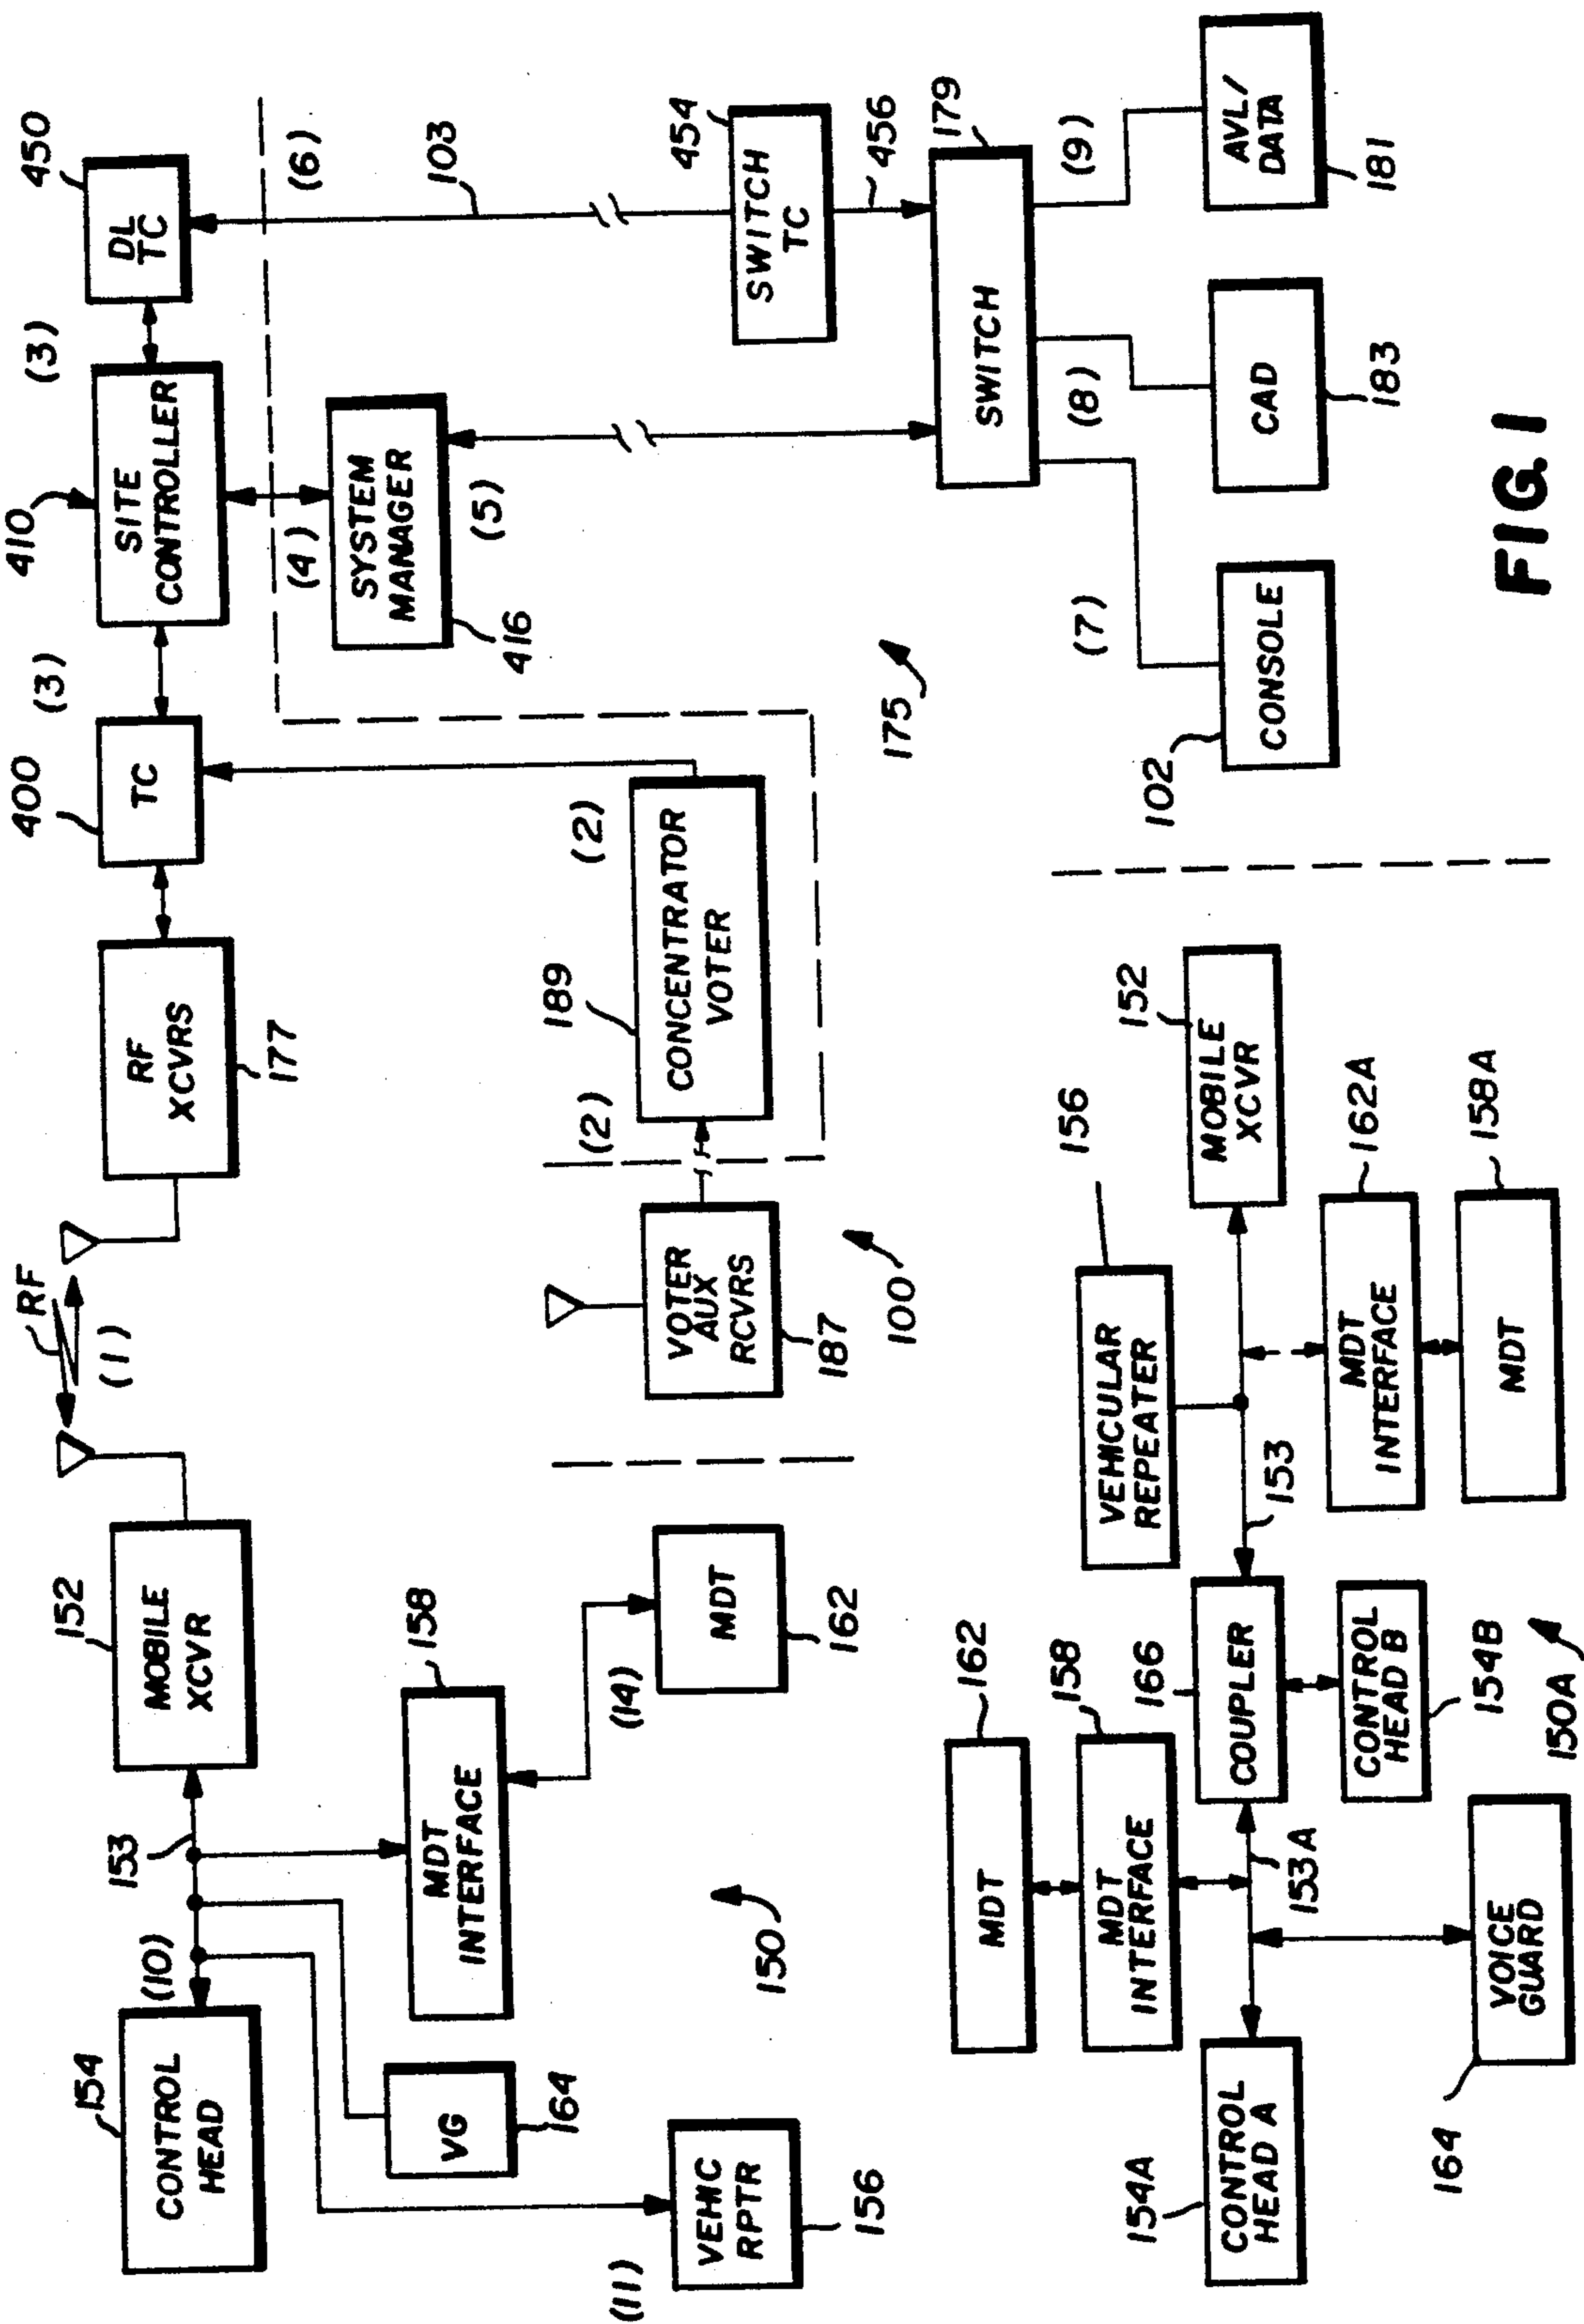 154
CONTROL
HEAD
(10)
153
152
MOBILE
XCVR
RF
(1)
RF
XCVRS
177
400
TC
(3)
410
SITE
CONTROLLER
(3)
450
DL
TC
(6)
103
VG
164
(11)
VEHIC
RPTR
156
MDT
INTERFACE
158
(14)
MDT
162
150
VOTER
AUX
RCVRS
187
100
(2)
189
CONCENTRATOR
VOTER
(2)
(4)
SYSTEM
MANAGER
416
(5)
175
454
SWITCH
TC
456
179
SWITCH
(7)
(8)
(9)
102
CONSOLE
CAD
183
AVL/
DATA
181
162
MDT
158
MDT
INTERFACE
154A
CONTROL
HEAD A
153A
164
VOICE
GUARD
166
COUPLER
CONTROL
HEAD B
154B
150A
156
VEHICULAR
REPEATER
153
152
MOBILE
XCVR
MDT
INTERFACE
162A
MDT
158A
FIG. 1